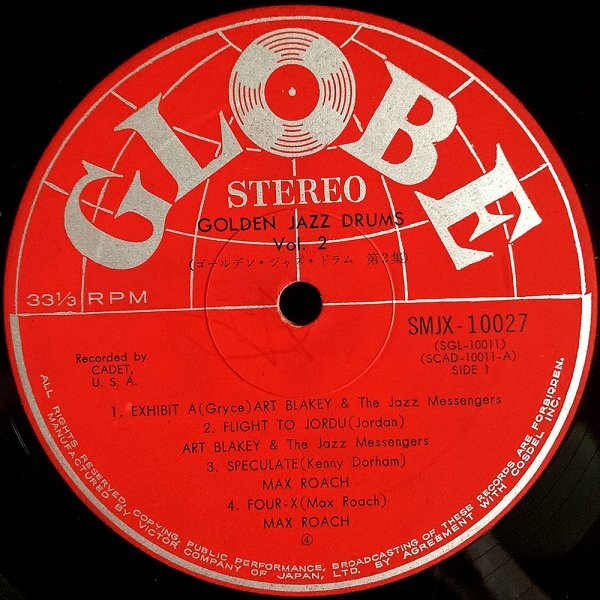 GLOBE
STEREO
GOLDEN JAZZ DRUMS
Vol. 2
(ゴールデン・ジャズ・ドラム 第2集)
33⅓ RPM
SMJX-10027
(SGL-10011)
(SCAD-10011-A)
SIDE 1
Recorded by
CADET,
U. S. A.
1. EXHIBIT A(Gryce)ART BLAKEY & The Jazz Messengers
2. FLIGHT TO JORDU(Jordan)
ART BLAKEY & The Jazz Messengers
3. SPECULATE(Kenny Dorham)
MAX ROACH
4. FOUR-X(Max Roach)
MAX ROACH
④
ALL RIGHTS RESERVED, COPYING, PUBLIC PERFORMANCE, BROADCASTING OF THESE RECORDS ARE FORBIDDEN.
MANUFACTURED BY VICTOR COMPANY OF JAPAN, LTD. BY AGREEMENT WITH COSDEL INC.